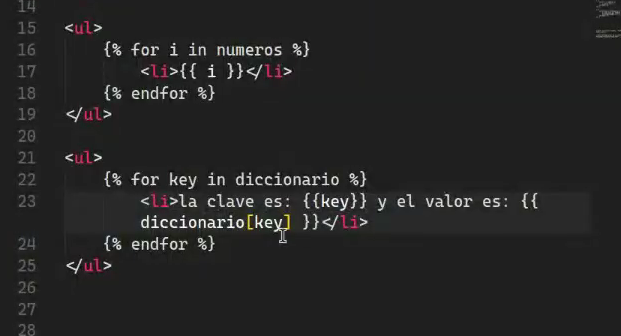 14
15 <ul>
16 {% for i in numeros %}
17 <li>{{ i }}</li>
18 {% endfor %}
19 </ul>
20
21 <ul>
22 {% for key in diccionario %}
23 <li>la clave es: {{key}} y el valor es: {{
diccionario[key] }}</li>
24 {% endfor %}
25 </ul>
26
27
28